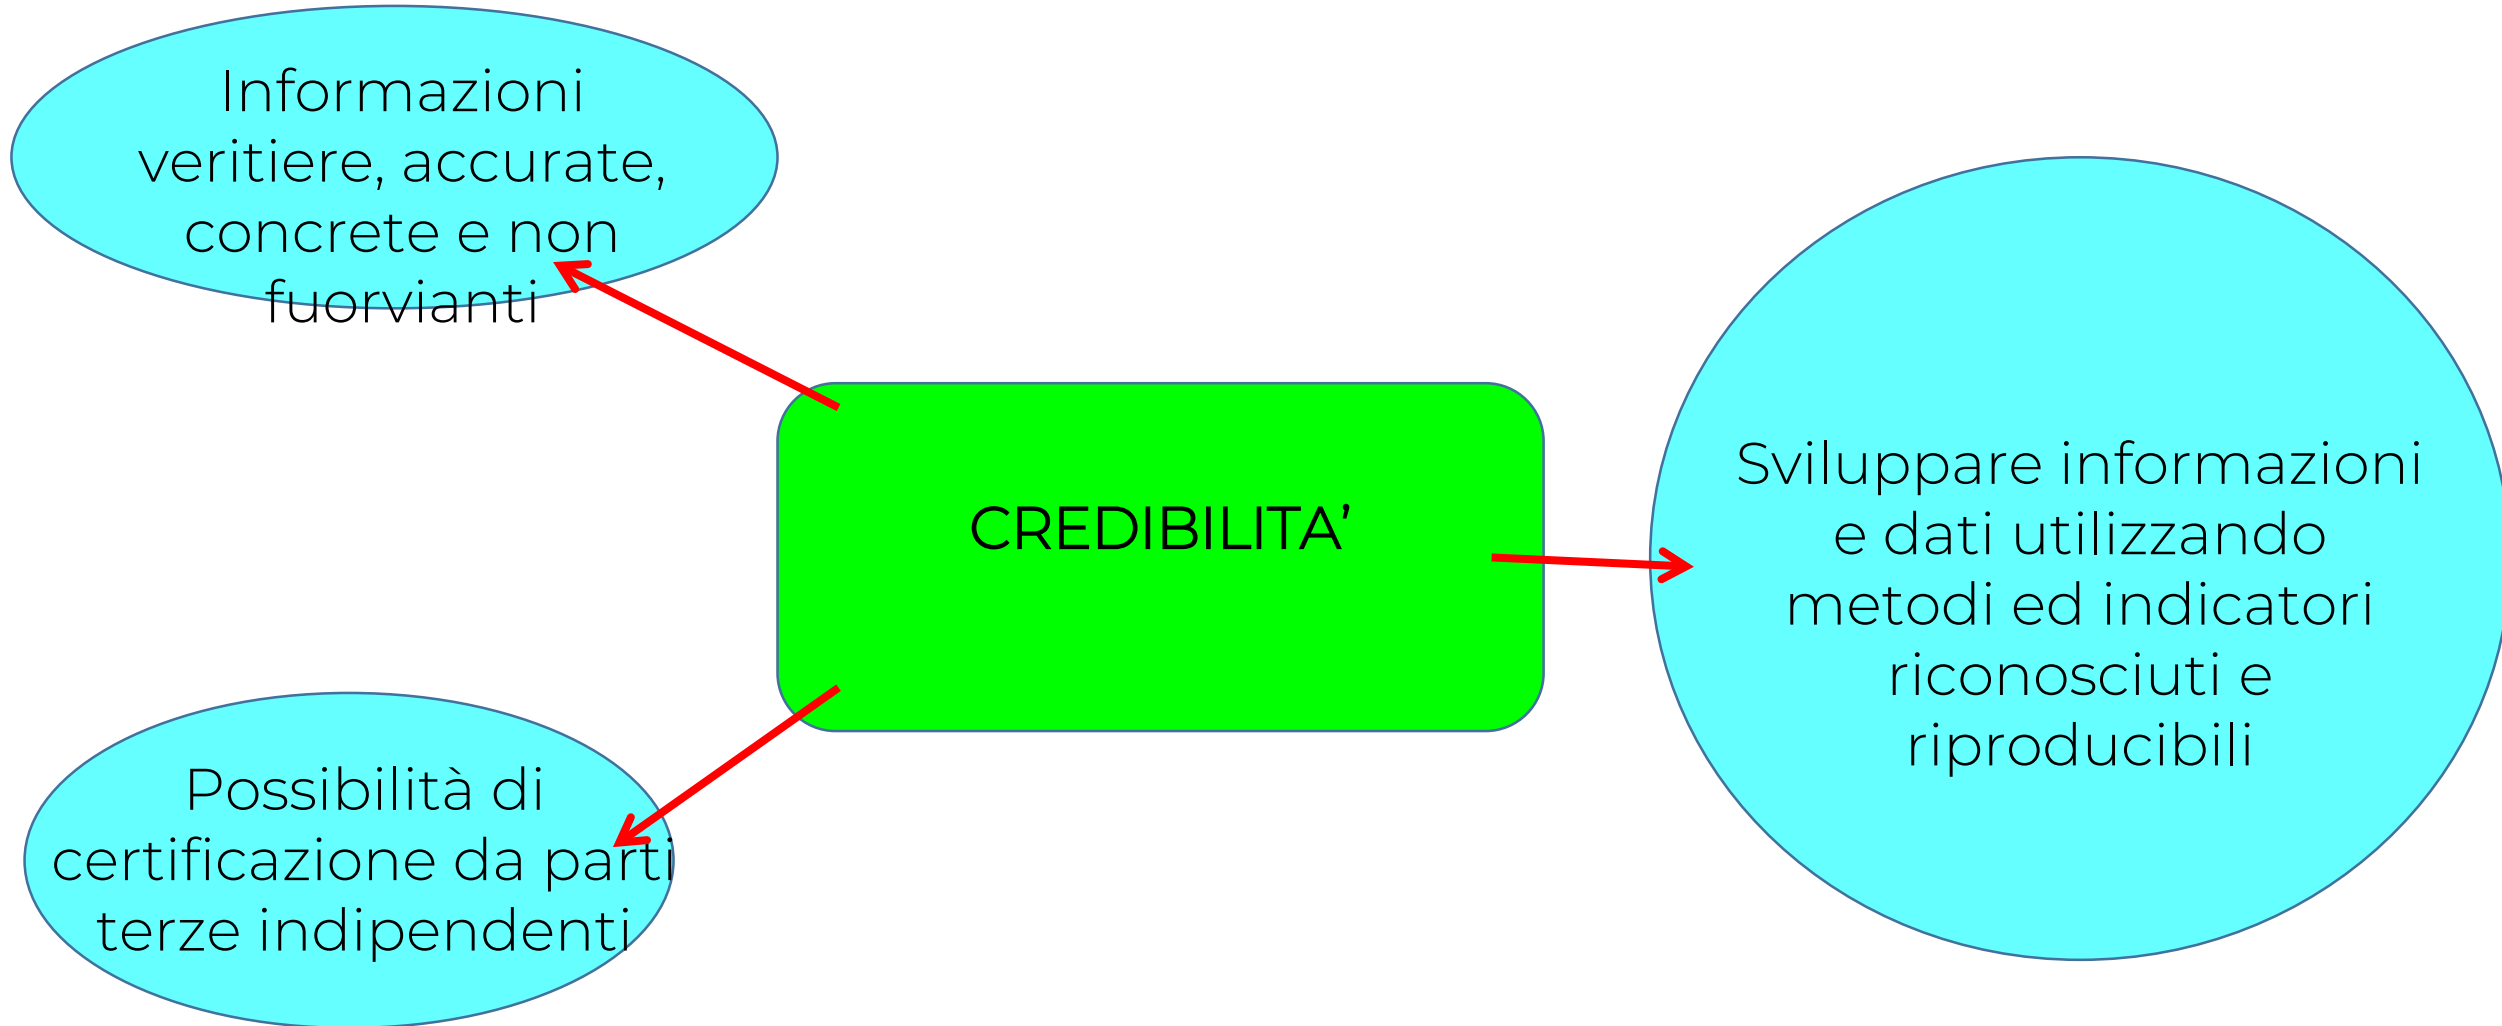 Informazioni
veritiere, accurate,
concrete e non
fuorvianti
CREDIBILITA'
Sviluppare informazioni
e dati utilizzando
metodi ed indicatori
riconosciuti e
riproducibili
Possibilità di
certificazione da parti
terze indipendenti